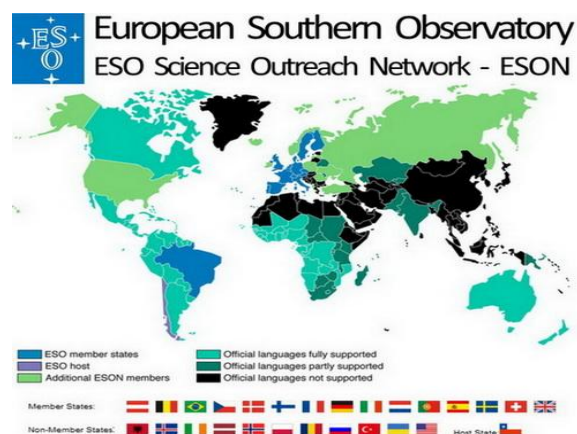 ES
O
European Southern Observatory
ESO Science Outreach Network - ESON
ESO member states
ESO host
Additional ESON members
Official languages fully supported
Official languages partly supported
Official languages not supported
Member States:
Non-Member States:
Host State